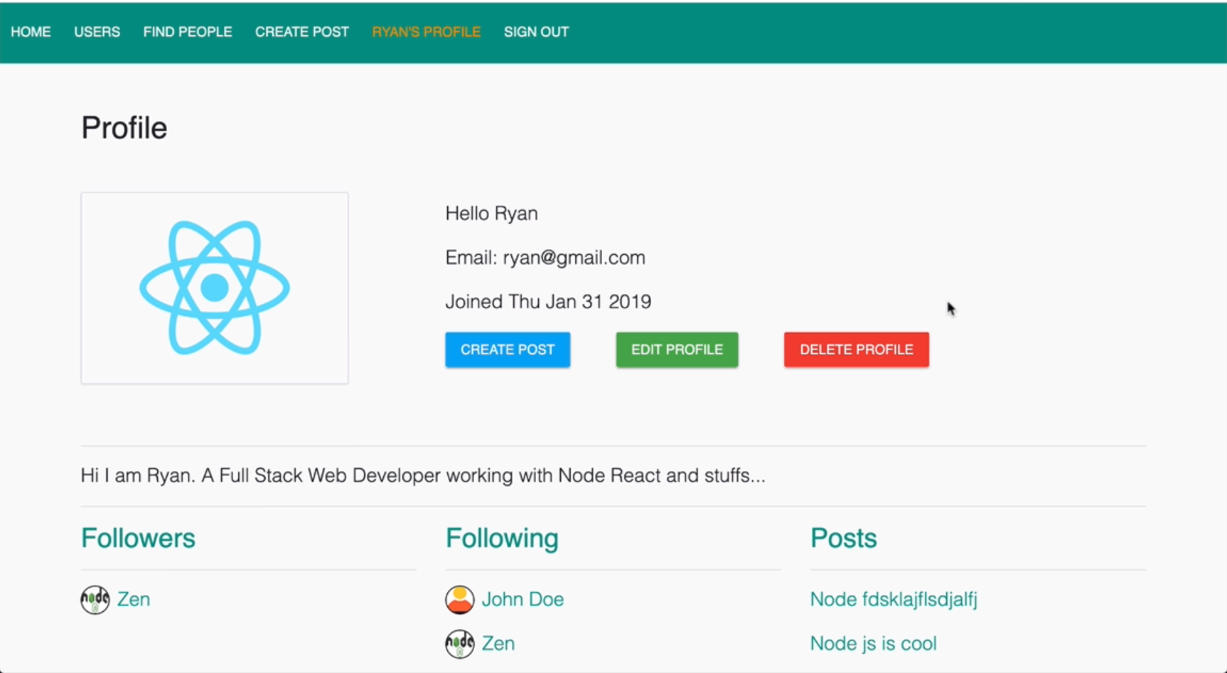 HOME USERS FIND PEOPLE CREATE POST RYAN'S PROFILE SIGN OUT
Profile
Hello Ryan
Email: ryan@gmail.com
Joined Thu Jan 31 2019
CREATE POST EDIT PROFILE DELETE PROFILE
Hi I am Ryan. A Full Stack Web Developer working with Node React and stuffs...
Followers Following Posts
node Zen John Doe Node fdsklajflsdjalfj
node Zen Node js is cool